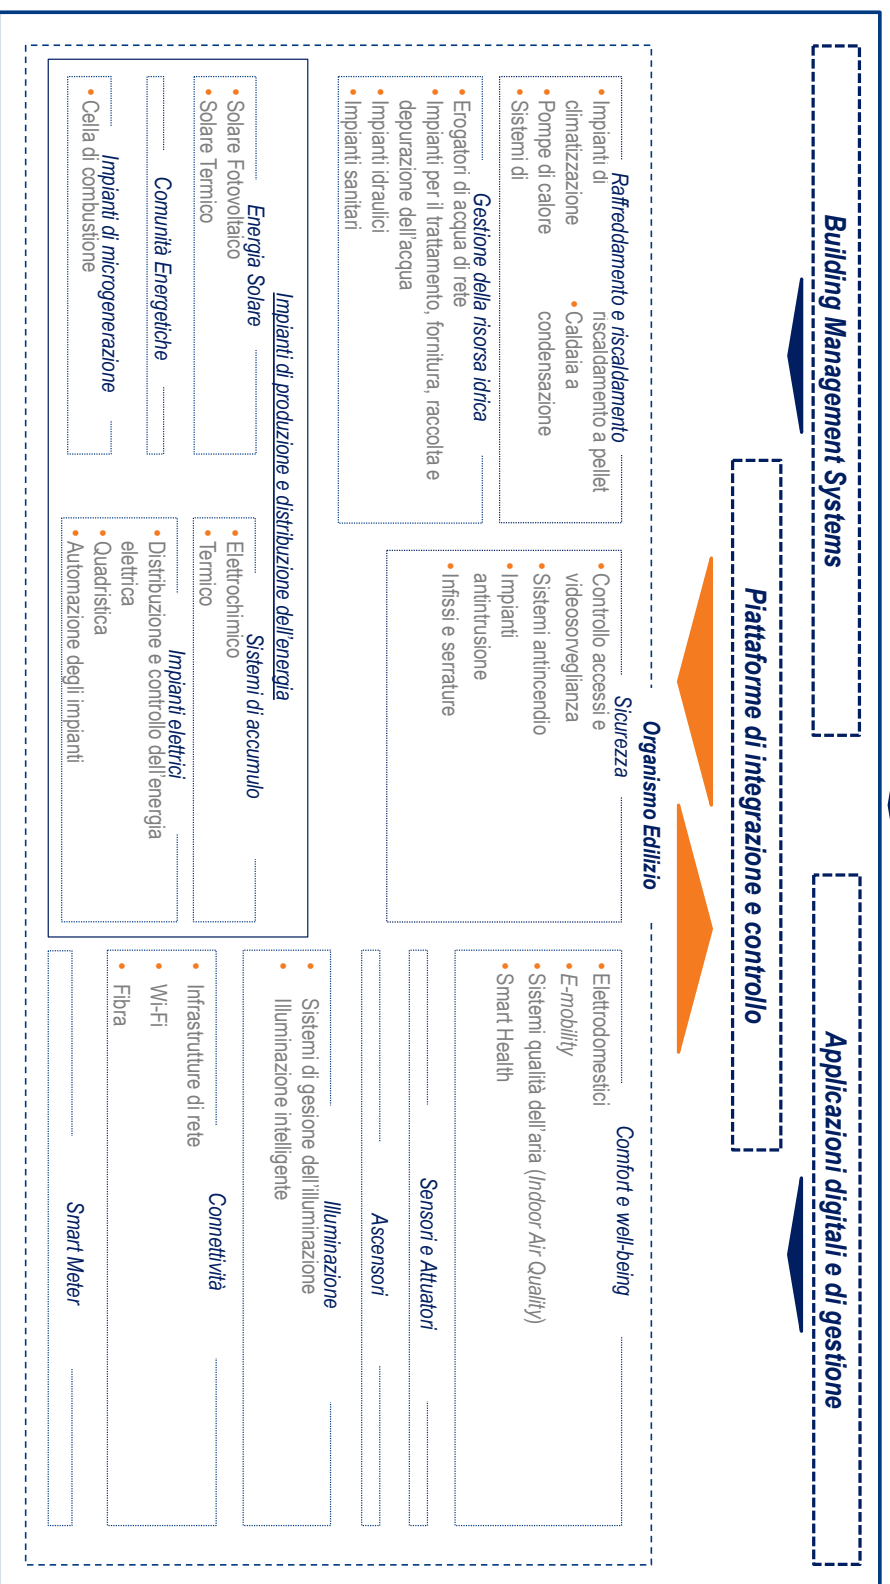 Building Management Systems
Applicazioni digitali e di gestione
Piattaforme di integrazione e controllo
Organismo Edilizio
Raffreddamento e riscaldamento
• Impianti di
climatizzazione
• Pompe di calore
• Sistemi di
riscaldamento a pellet
• Caldaia a
condensazione
Gestione della risorsa idrica
• Erogatori di acqua di rete
• Impianti per il trattamento, fornitura, raccolta e
depurazione dell'acqua
• Impianti idraulici
• Impianti sanitari
Sicurezza
• Controllo accessi e
videosorveglianza
• Sistemi antincendio
• Impianti
antintrusione
• Infissi e serrature
Comfort e well-being
• Elettrodomestici
• E-mobility
• Sistemi qualità dell'aria (Indoor Air Quality)
• Smart Health
Sensori e Attuatori
Ascensori
Illuminazione
• Sistemi di gesione dell'illuminazione
• Illuminazione intelligente
Connettività
• Infrastrutture di rete
• Wi-Fi
• Fibra
Smart Meter
Impianti di produzione e distribuzione dell'energia
Energia Solare
• Solare Fotovoltaico
• Solare Termico
Comunità Energetiche
Impianti di microgenerazione
• Cella di combustione
Sistemi di accumulo
• Elettrochimico
• Termico
Impianti elettrici
• Distribuzione e controllo dell'energia
elettrica
• Quadristica
• Automazione degli impianti